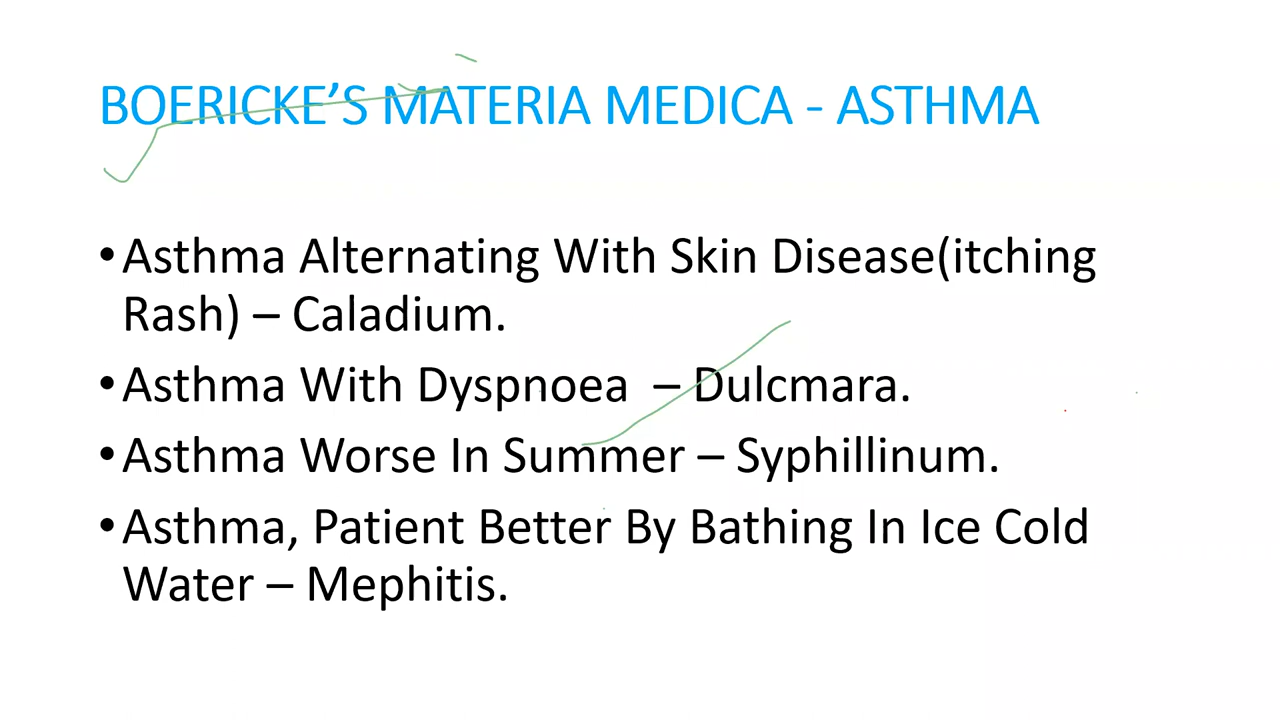 BOERICKE’S MATERIA MEDICA - ASTHMA
•Asthma Alternating With Skin Disease(itching
Rash) – Caladium.
•Asthma With Dyspnoea – Dulcmara.
•Asthma Worse In Summer – Syphillinum.
•Asthma, Patient Better By Bathing In Ice Cold
Water – Mephitis.